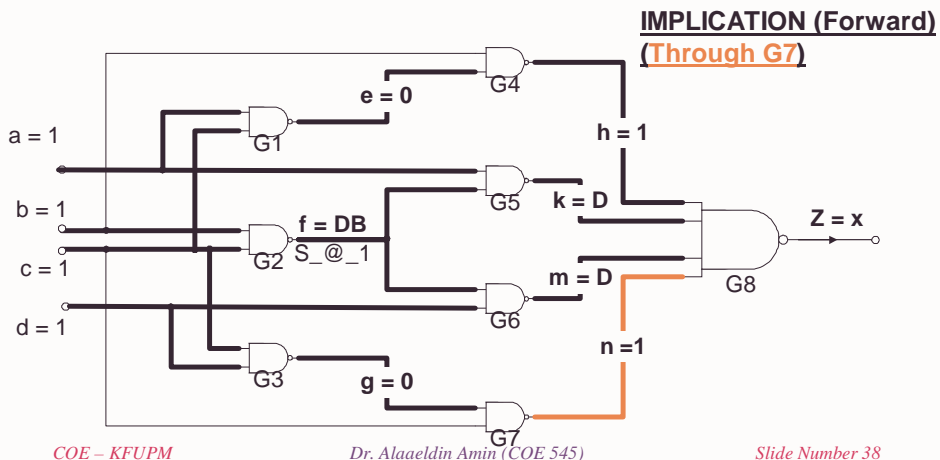 IMPLICATION (Forward)
(Through G7)
G4
e = 0
h = 1
G1
a = 1
G5
k = D
b = 1
f = DB
S_@_1
G2
Z = x
c = 1
m = D
G8
d = 1
G6
n =1
G3
g = 0
G7
COE – KFUPM
Dr. Alaaeldin Amin (COE 545)
Slide Number 38